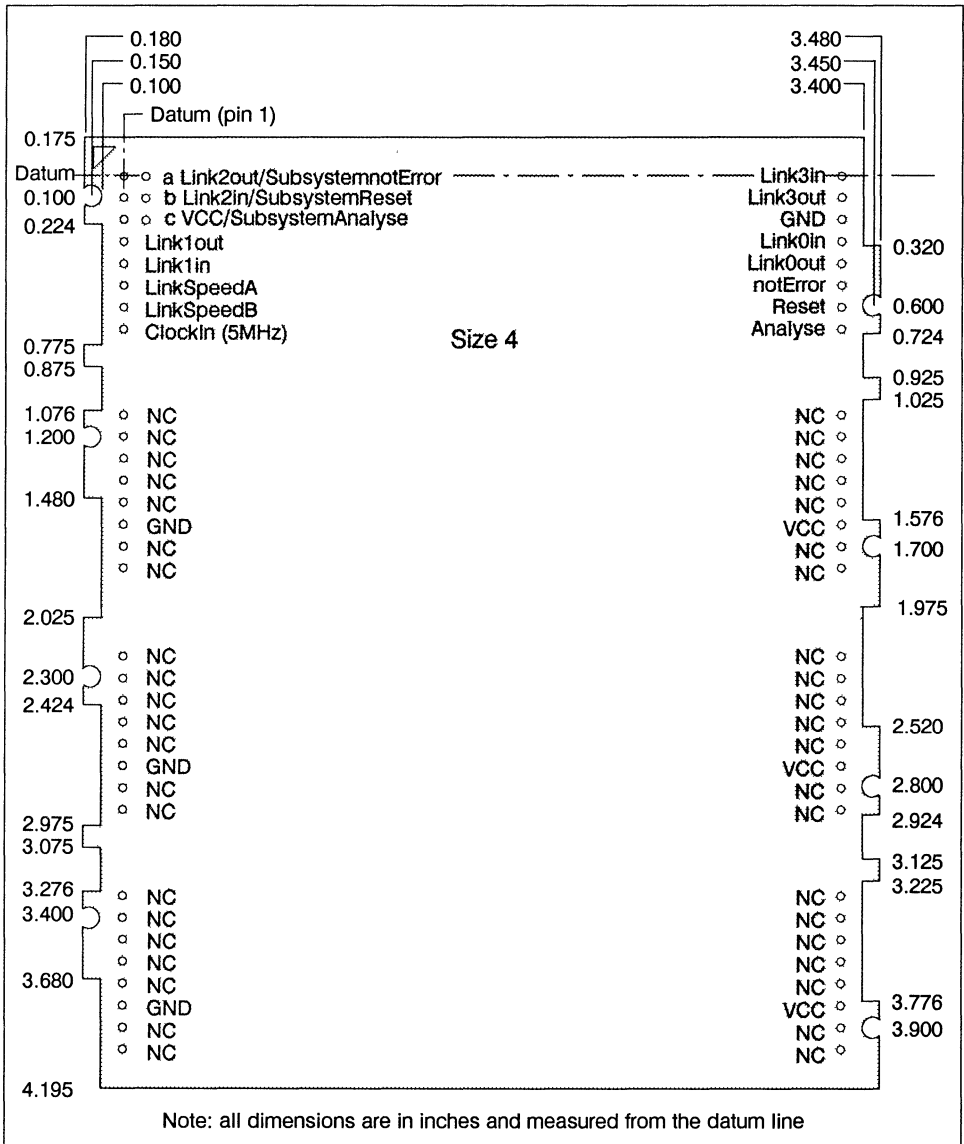 0.180 3.480
0.150 3.450
0.100 3.400
Datum (pin 1)
0.175
Datum a Link2out/SubsystemnotError Link3in
0.100 b Link2in/SubsystemReset Link3out
0.224 c VCC/SubsystemAnalyse GND
Link1out Link0in 0.320
Link1in Link0out
LinkSpeedA notError
LinkSpeedB Reset 0.600
ClockIn (5MHz) Size 4 Analyse 0.724
0.775
0.875 0.925
1.025
1.076 NC NC
1.200 NC NC
NC NC
NC NC
1.480 NC NC
GND VCC 1.576
NC NC 1.700
NC NC
2.025 1.975
NC NC
2.300 NC NC
2.424 NC NC
NC NC 2.520
NC NC
GND VCC
NC NC 2.800
NC NC 2.924
2.975
3.075 3.125
3.276 NC NC 3.225
3.400 NC NC
NC NC
NC NC
3.680 NC NC
GND VCC 3.776
NC NC 3.900
NC NC
4.195
Note: all dimensions are in inches and measured from the datum line